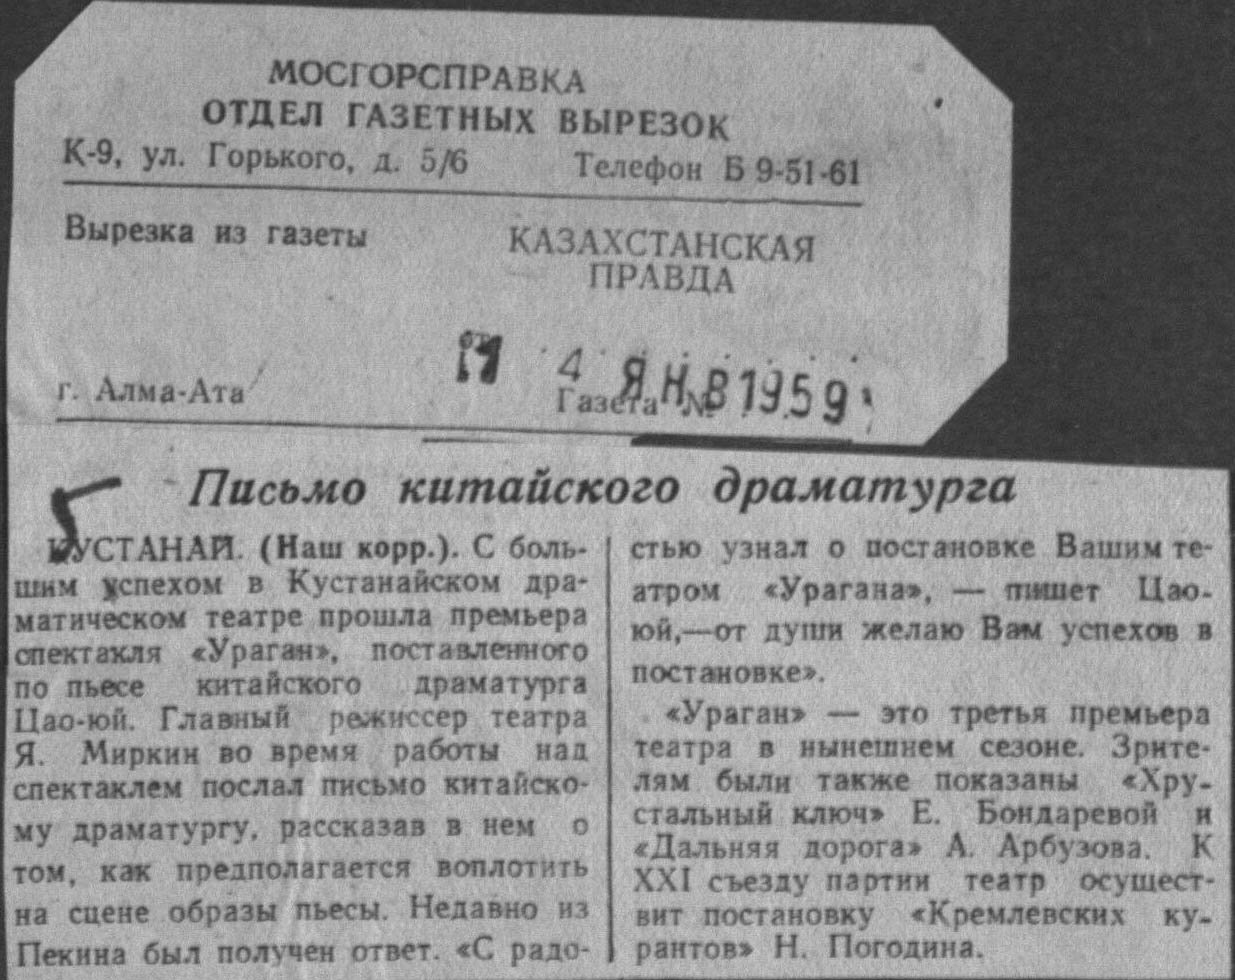 МОСГОРСПРАВКА
ОТДЕЛ ГАЗЕТНЫХ ВЫРЕЗОК
К-9, ул. Горького, д. 5/6 Телефон Б 9-51-61
Вырезка из газеты
КАЗАХСТАНСКАЯ
ПРАВДА
от
4 ЯНВ 1959
г. Алма-Ата
Газета №
Письмо китайского драматурга
КУСТАНАЙ. (Наш корр.). С боль-
шим успехом в Кустанайском дра-
матическом театре прошла премьера
спектакля «Ураган», поставленного
по пьесе китайского драматурга
Цао-юй. Главный режиссер театра
Я. Миркин во время работы над
спектаклем послал письмо китайско-
му драматургу, рассказав в нем о
том, как предполагается воплотить
на сцене образы пьесы. Недавно из
Пекина был получен ответ. «С радо-
стью узнал о постановке Вашим те-
атром «Урагана», — пишет Цао-
юй,—от души желаю Вам успехов в
постановке».
«Ураган» — это третья премьера
театра в нынешнем сезоне. Зрите-
лям были также показаны «Хру-
стальный ключ» Е. Бондаревой и
«Дальняя дорога» А. Арбузова. К
XXI съезду партии театр осущест-
вит постановку «Кремлевских ку-
рантов» Н. Погодина.